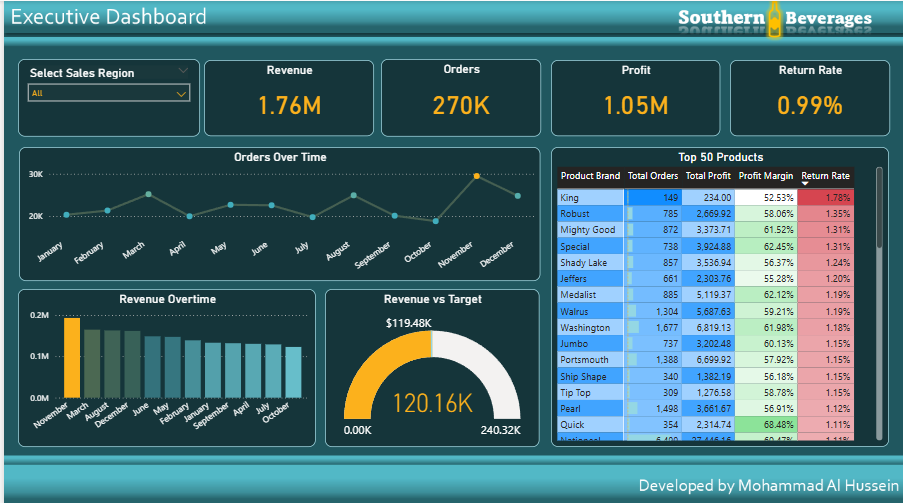 Executive Dashboard
Southern Beverages
Select Sales Region
All
Revenue
1.76M
Orders
270K
Profit
1.05M
Return Rate
0.99%
Orders Over Time
30K
20K
January
February
March
April
May
June
July
August
September
October
November
December
Revenue Overtime
0.2M
0.1M
0.0M
November
March
August
December
June
May
February
January
September
April
July
October
Revenue vs Target
$119.48K
120.16K
0.00K
240.32K
Top 50 Products
Product Brand Total Orders Total Profit Profit Margin Return Rate
King 149 234.00 52.53% 1.78%
Robust 785 2,669.92 58.06% 1.35%
Mighty Good 872 3,373.71 61.52% 1.31%
Special 738 3,924.88 62.45% 1.31%
Shady Lake 857 3,536.94 56.37% 1.24%
Jeffers 661 2,303.76 55.28% 1.20%
Medalist 885 5,119.37 62.12% 1.19%
Walrus 1,304 5,687.63 59.21% 1.19%
Washington 1,677 6,819.13 61.98% 1.18%
Jumbo 737 3,202.48 60.13% 1.15%
Portsmouth 1,388 6,699.92 57.92% 1.15%
Ship Shape 340 1,382.19 56.18% 1.15%
Tip Top 309 1,276.58 58.78% 1.15%
Pearl 1,498 3,661.67 56.91% 1.12%
Quick 354 2,314.74 68.48% 1.11%
Developed by Mohammad Al Hussein